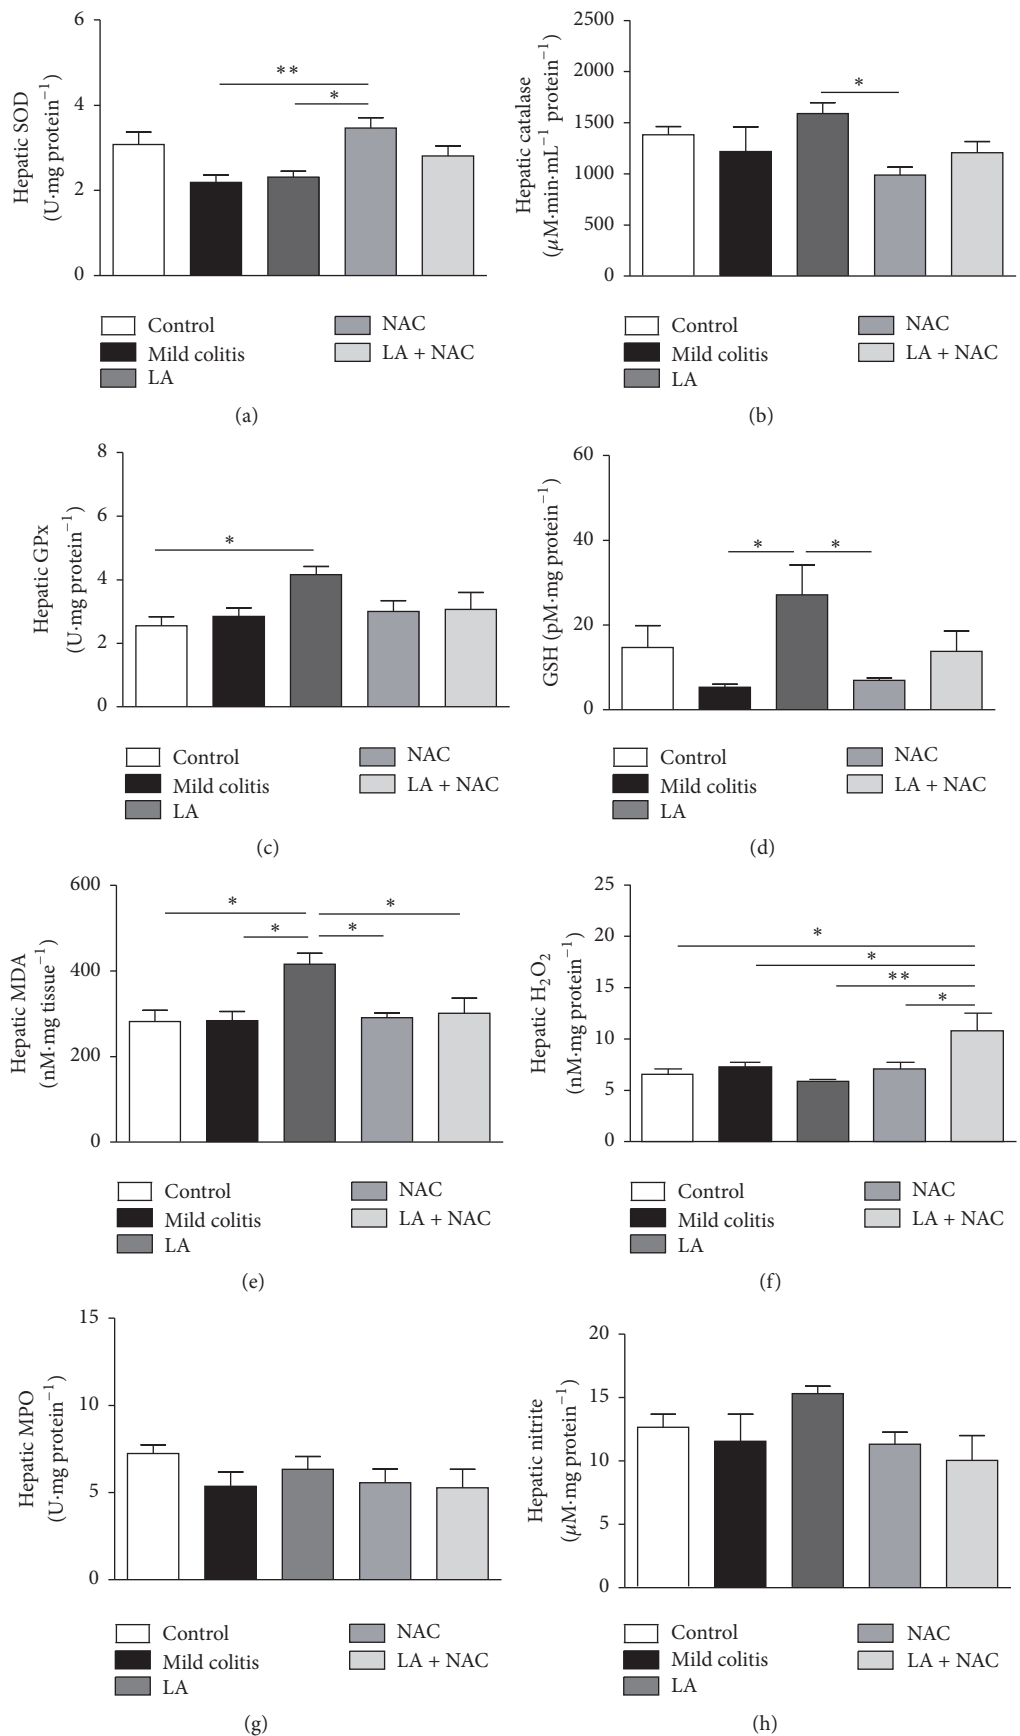 Hepatic SOD
(U·mg protein⁻¹)
6
4
2
0
**
*
Control
Mild colitis
LA
NAC
LA + NAC
(a)
Hepatic catalase
(μM·min·mL⁻¹ protein⁻¹)
2500
2000
1500
1000
500
0
*
Control
Mild colitis
LA
NAC
LA + NAC
(b)
Hepatic GPx
(U·mg protein⁻¹)
8
6
4
2
0
*
Control
Mild colitis
LA
NAC
LA + NAC
(c)
GSH (pM·mg protein⁻¹)
60
40
20
0
*
*
Control
Mild colitis
LA
NAC
LA + NAC
(d)
Hepatic MDA
(nM·mg tissue⁻¹)
600
400
200
0
*
*
*
*
Control
Mild colitis
LA
NAC
LA + NAC
(e)
Hepatic H₂O₂
(nM·mg protein⁻¹)
25
20
15
10
5
0
*
*
**
*
Control
Mild colitis
LA
NAC
LA + NAC
(f)
Hepatic MPO
(U·mg protein⁻¹)
15
10
5
0
Control
Mild colitis
LA
NAC
LA + NAC
(g)
Hepatic nitrite
(μM·mg protein⁻¹)
20
15
10
5
0
Control
Mild colitis
LA
NAC
LA + NAC
(h)